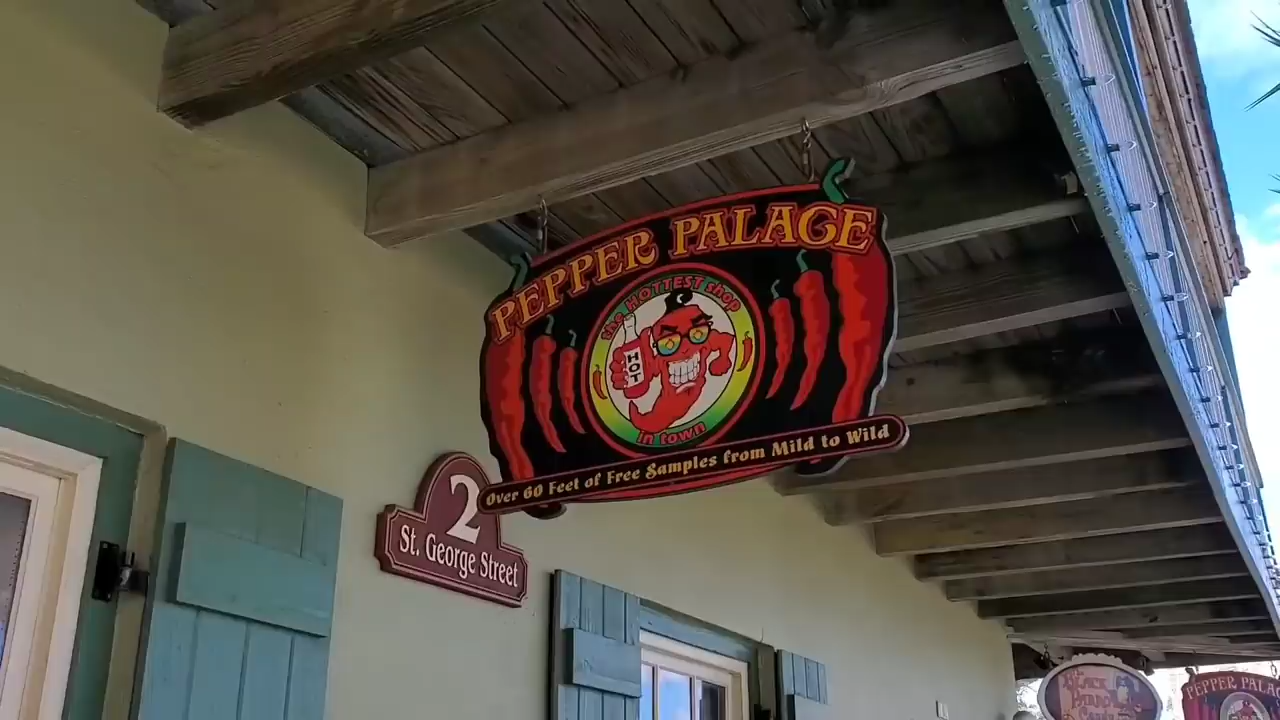 PEPPER PALACE
the HOTTEST shop
HOT
in town
Over 60 Feet of Free Samples from Mild to Wild
2
St. George Street
PEPPER PALAC